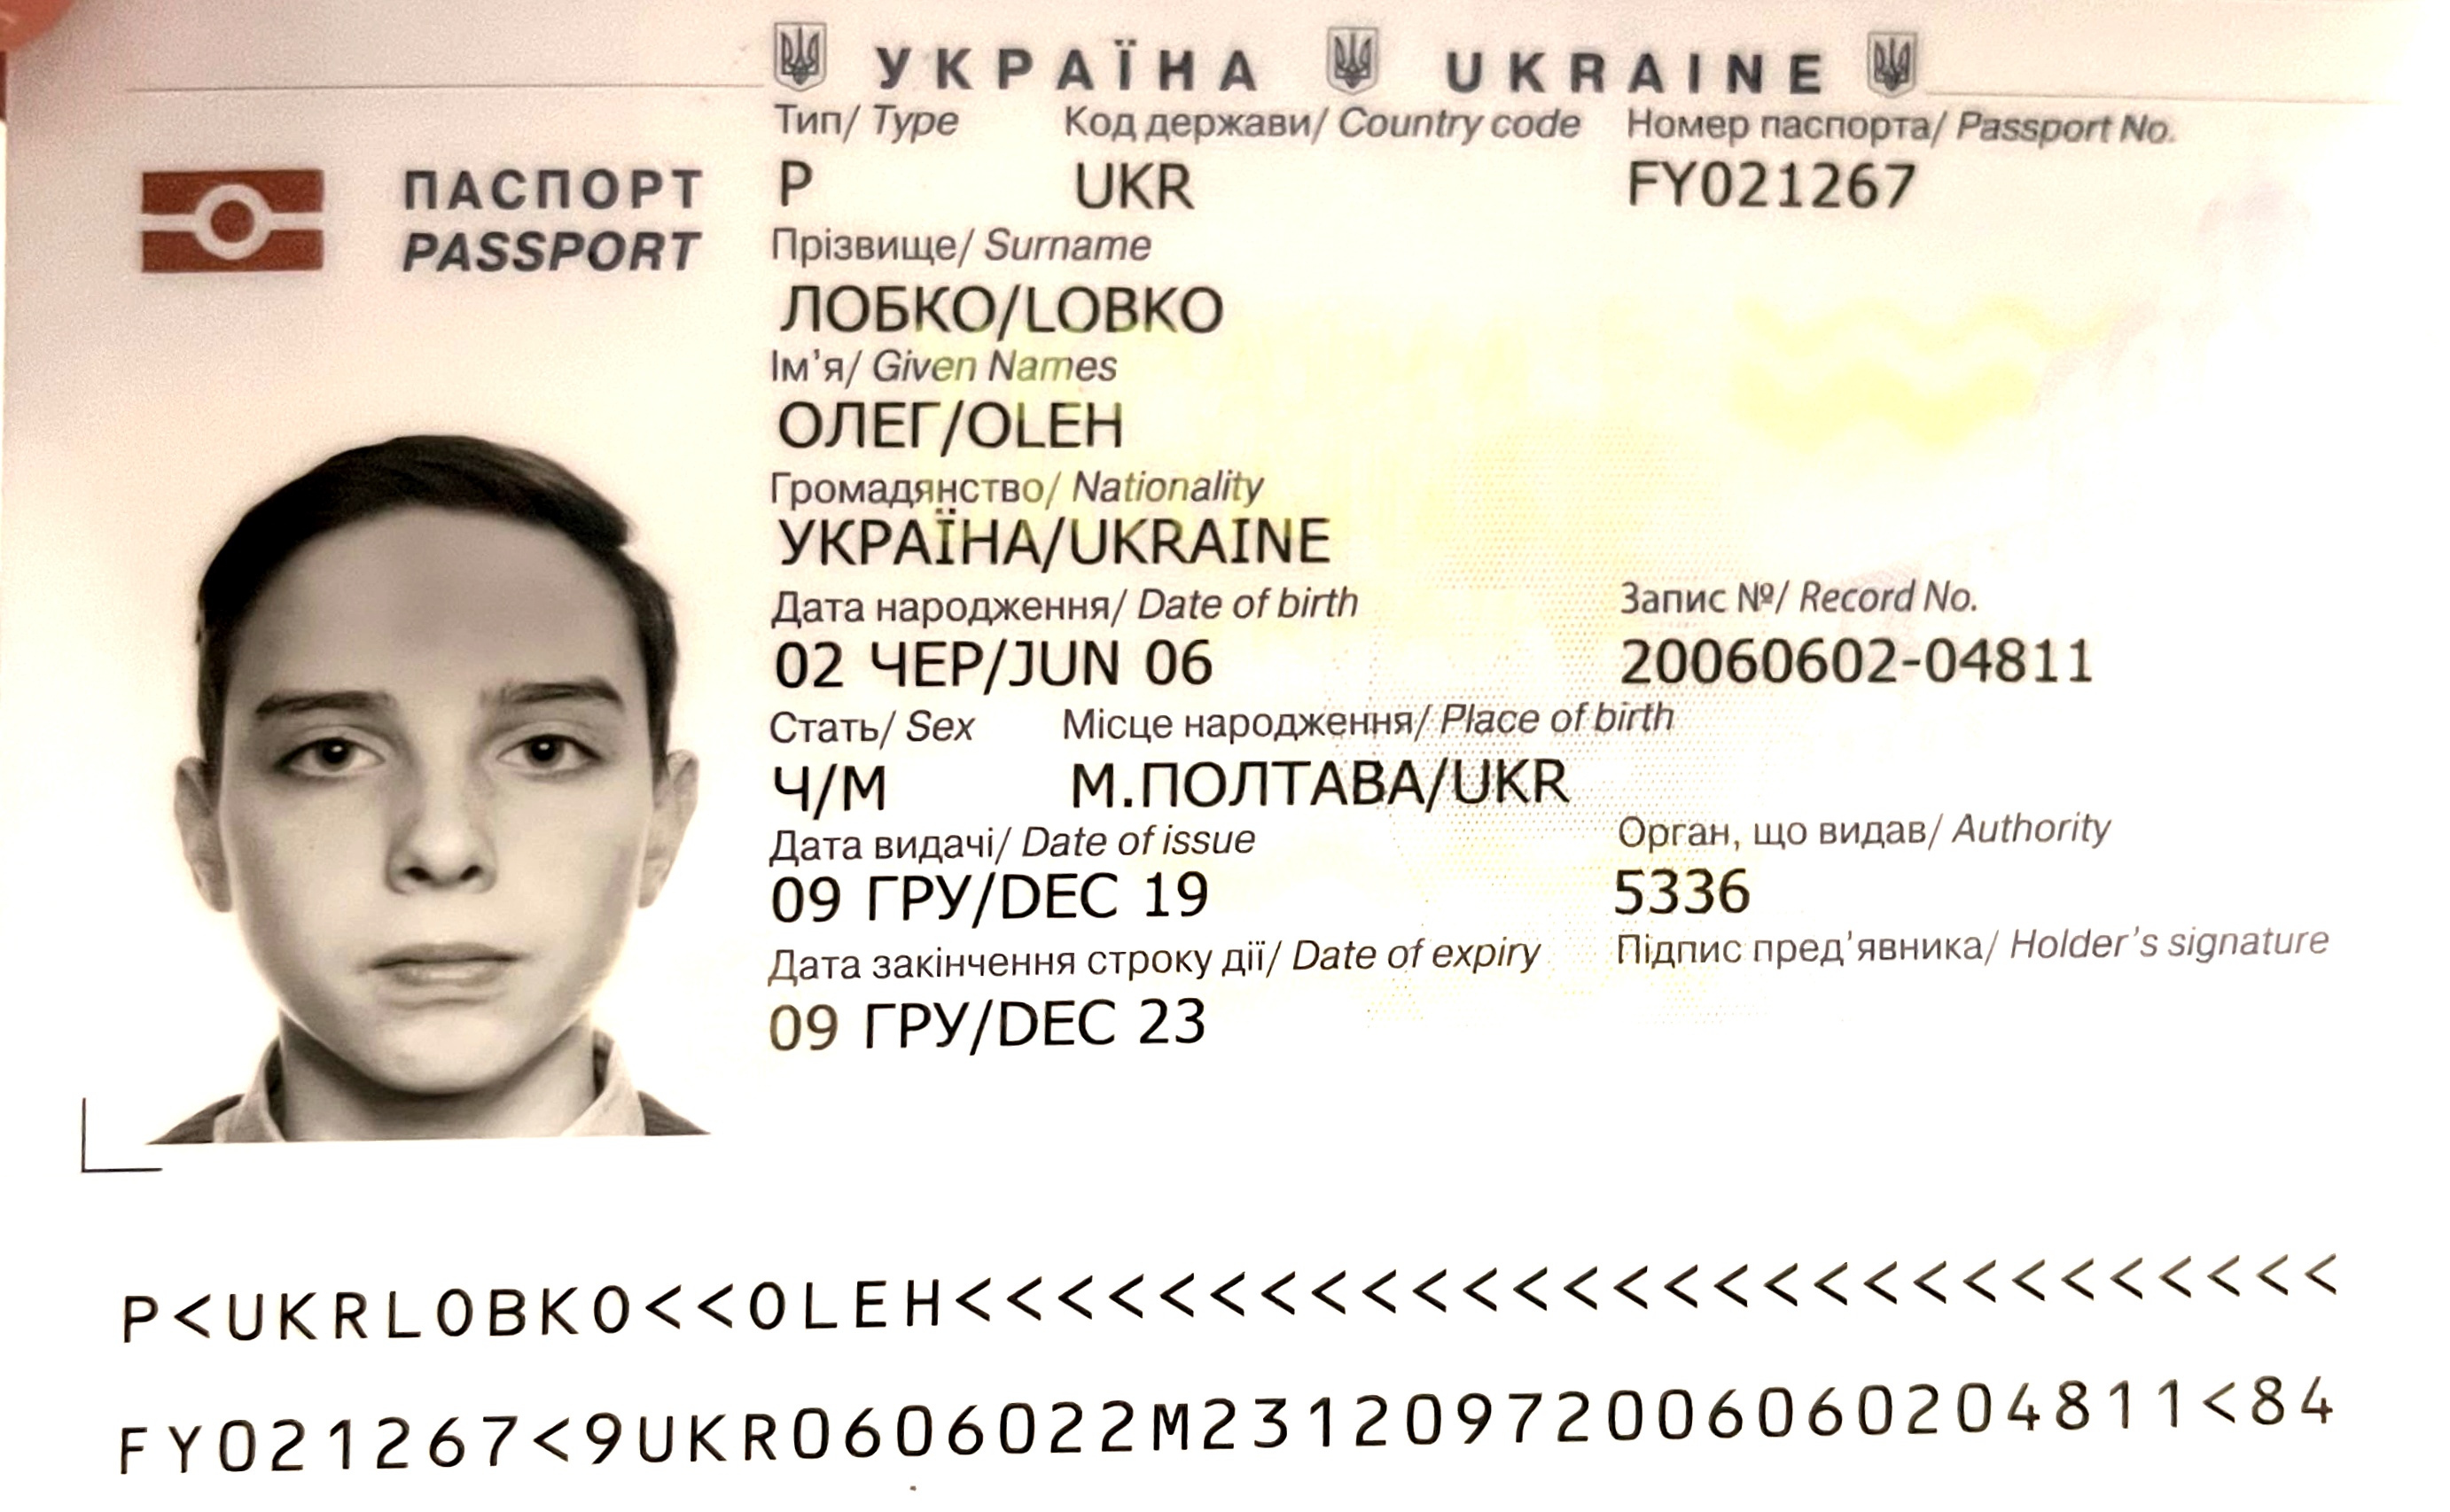 УКРАЇНА UKRAINE
Тип/ Type Код держави/ Country code Номер паспорта/ Passport No.
P UKR FY021267
ПАСПОРТ
PASSPORT
Прізвище/ Surname
ЛОБКО/LOBKO
Ім'я/ Given Names
ОЛЕГ/OLEH
Громадянство/ Nationality
УКРАЇНА/UKRAINE
Дата народження/ Date of birth Запис №/ Record No.
02 ЧЕР/JUN 06 20060602-04811
Стать/ Sex Місце народження/ Place of birth
Ч/М М.ПОЛТАВА/UKR
Дата видачі/ Date of issue Орган, що видав/ Authority
09 ГРУ/DEC 19 5336
Дата закінчення строку дії/ Date of expiry Підпис пред'явника/ Holder's signature
09 ГРУ/DEC 23
P<UKRLOBKO<<OLEH<<<<<<<<<<<<<<<<<<<<<<<<<<<<
FY021267<9UKR0606022M23120972006060204811<84